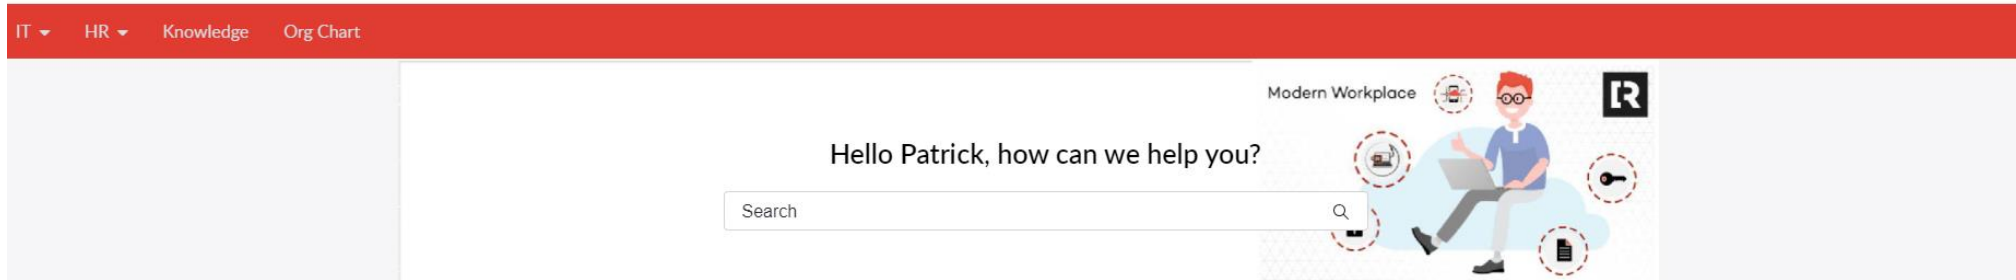 IT HR Knowledge Org Chart
Modern Workplace
R
Hello Patrick, how can we help you?
Search